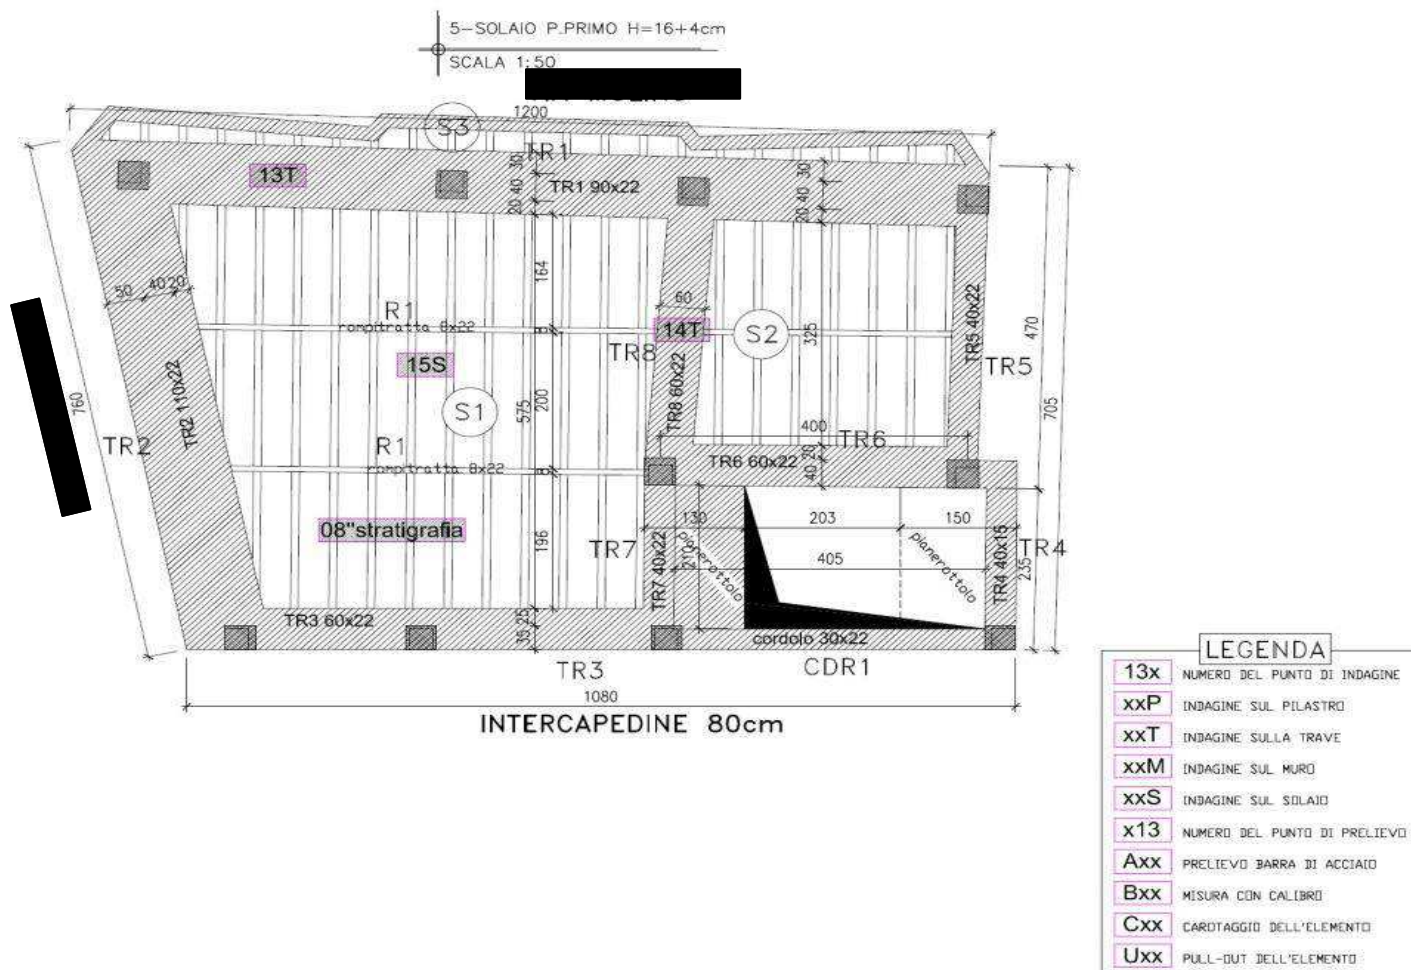 5-SOLAIO P.PRIMO H=16+4cm
SCALA 1:50
1200
S3
TR1
30
13T
TR1 90x22
40
20
30
40
20
50
40
20
164
60
R1
rompitratta 8x22
8
14T
S2
325
TR5 40x22
470
TR8
TR5
15S
TR8 60x22
TR2 110x22
760
S1
575
200
705
400
TR2
R1
TR6
rompitratta 8x22
8
TR6 60x22
20
40
08"stratigrafia
196
130
203
150
TR7
TR7 40x22
210
pianerottolo
405
pianerottolo
TR4 40x15
235
TR4
TR3 60x22
25
35
cordolo 30x22
TR3
CDR1
1080
INTERCAPEDINE 80cm
LEGENDA
13x NUMERO DEL PUNTO DI INDAGINE
xxP INDAGINE SUL PILASTRO
xxT INDAGINE SULLA TRAVE
xxM INDAGINE SUL MURO
xxS INDAGINE SUL SOLAIO
x13 NUMERO DEL PUNTO DI PRELIEVO
Axx PRELIEVO BARRA DI ACCIAIO
Bxx MISURA CON CALIBRO
Cxx CAROTAGGIO DELL'ELEMENTO
Uxx PULL-OUT DELL'ELEMENTO